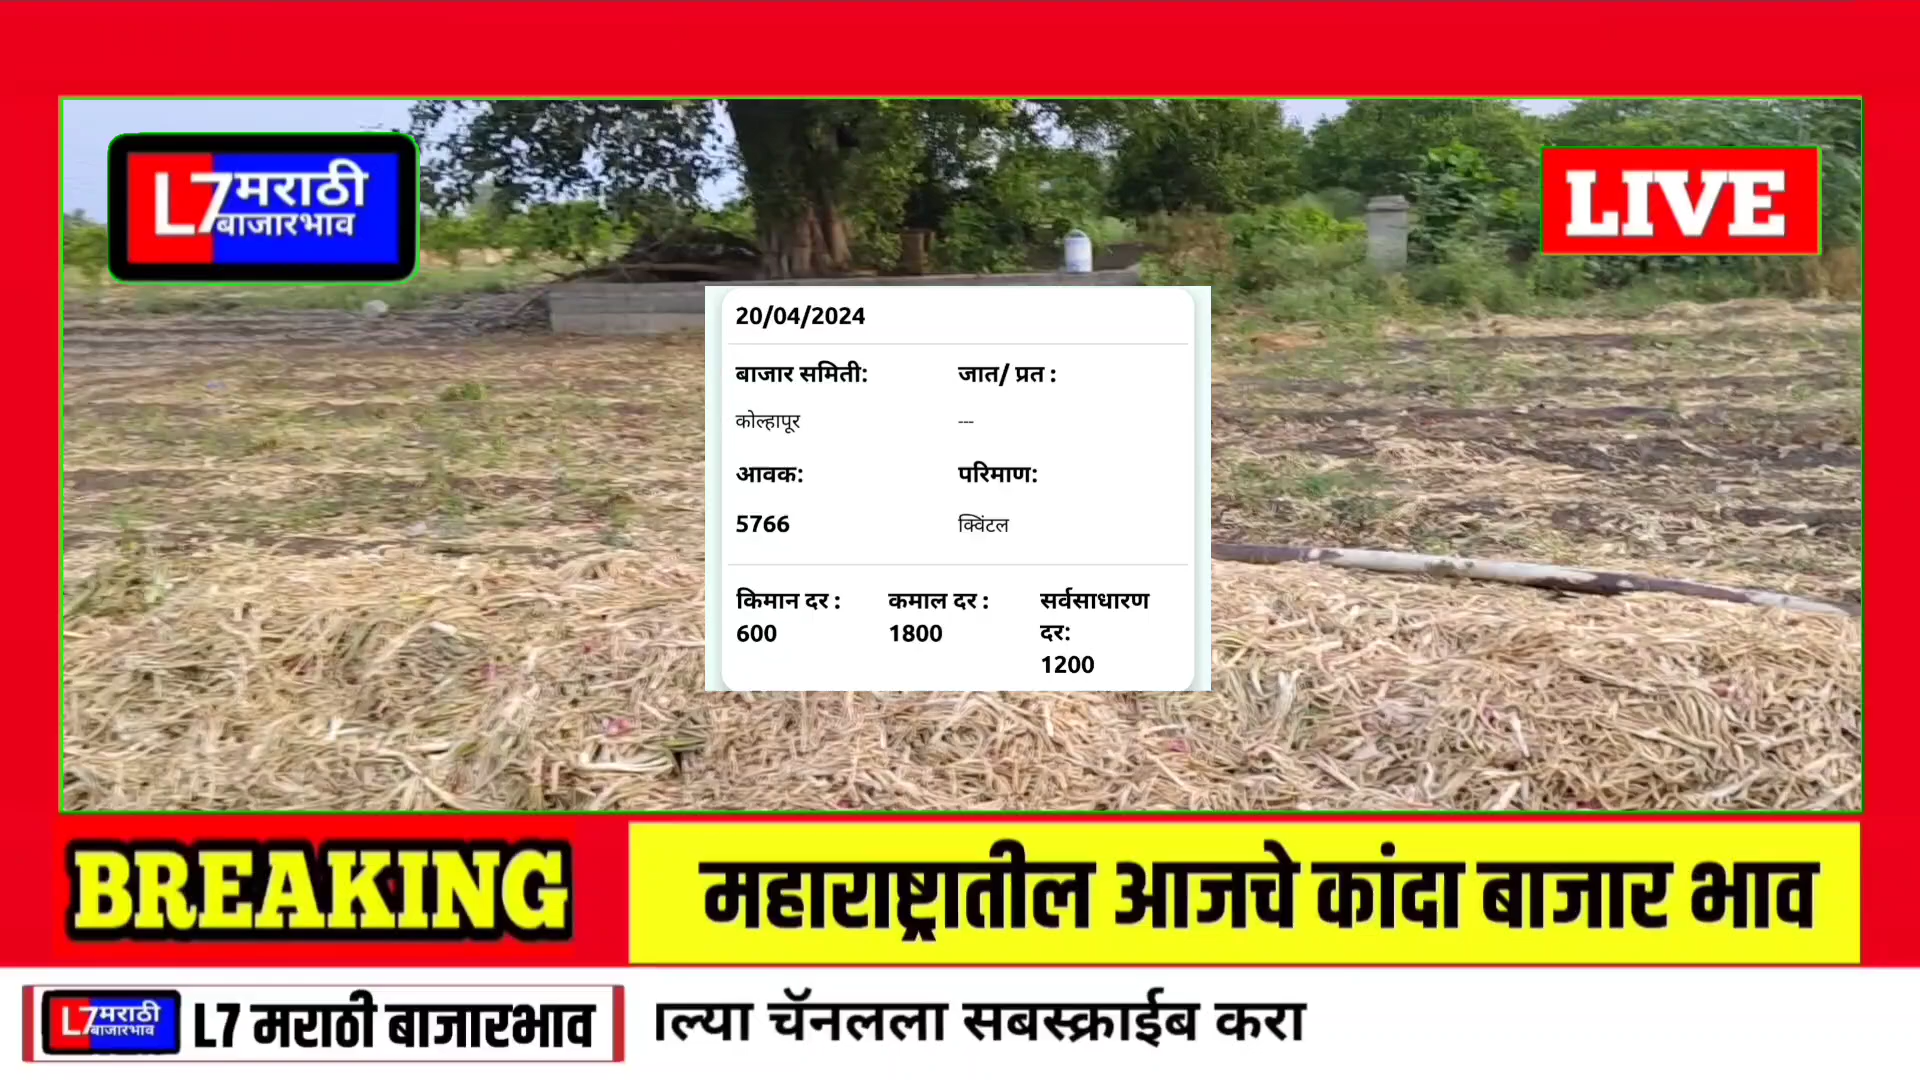 L7मराठी
बाजारभाव
LIVE
20/04/2024
बाजार समिती: जात/ प्रत :
कोल्हापूर ---
आवक: परिमाण:
5766 क्विंटल
किमान दर : कमाल दर : सर्वसाधारण
600 1800 दर:
1200
BREAKING महाराष्ट्रातील आजचे कांदा बाजार भाव
L7मराठी
बाजारभाव
L7 मराठी बाजारभाव
ल्या चॅनलला सबस्क्राईब करा